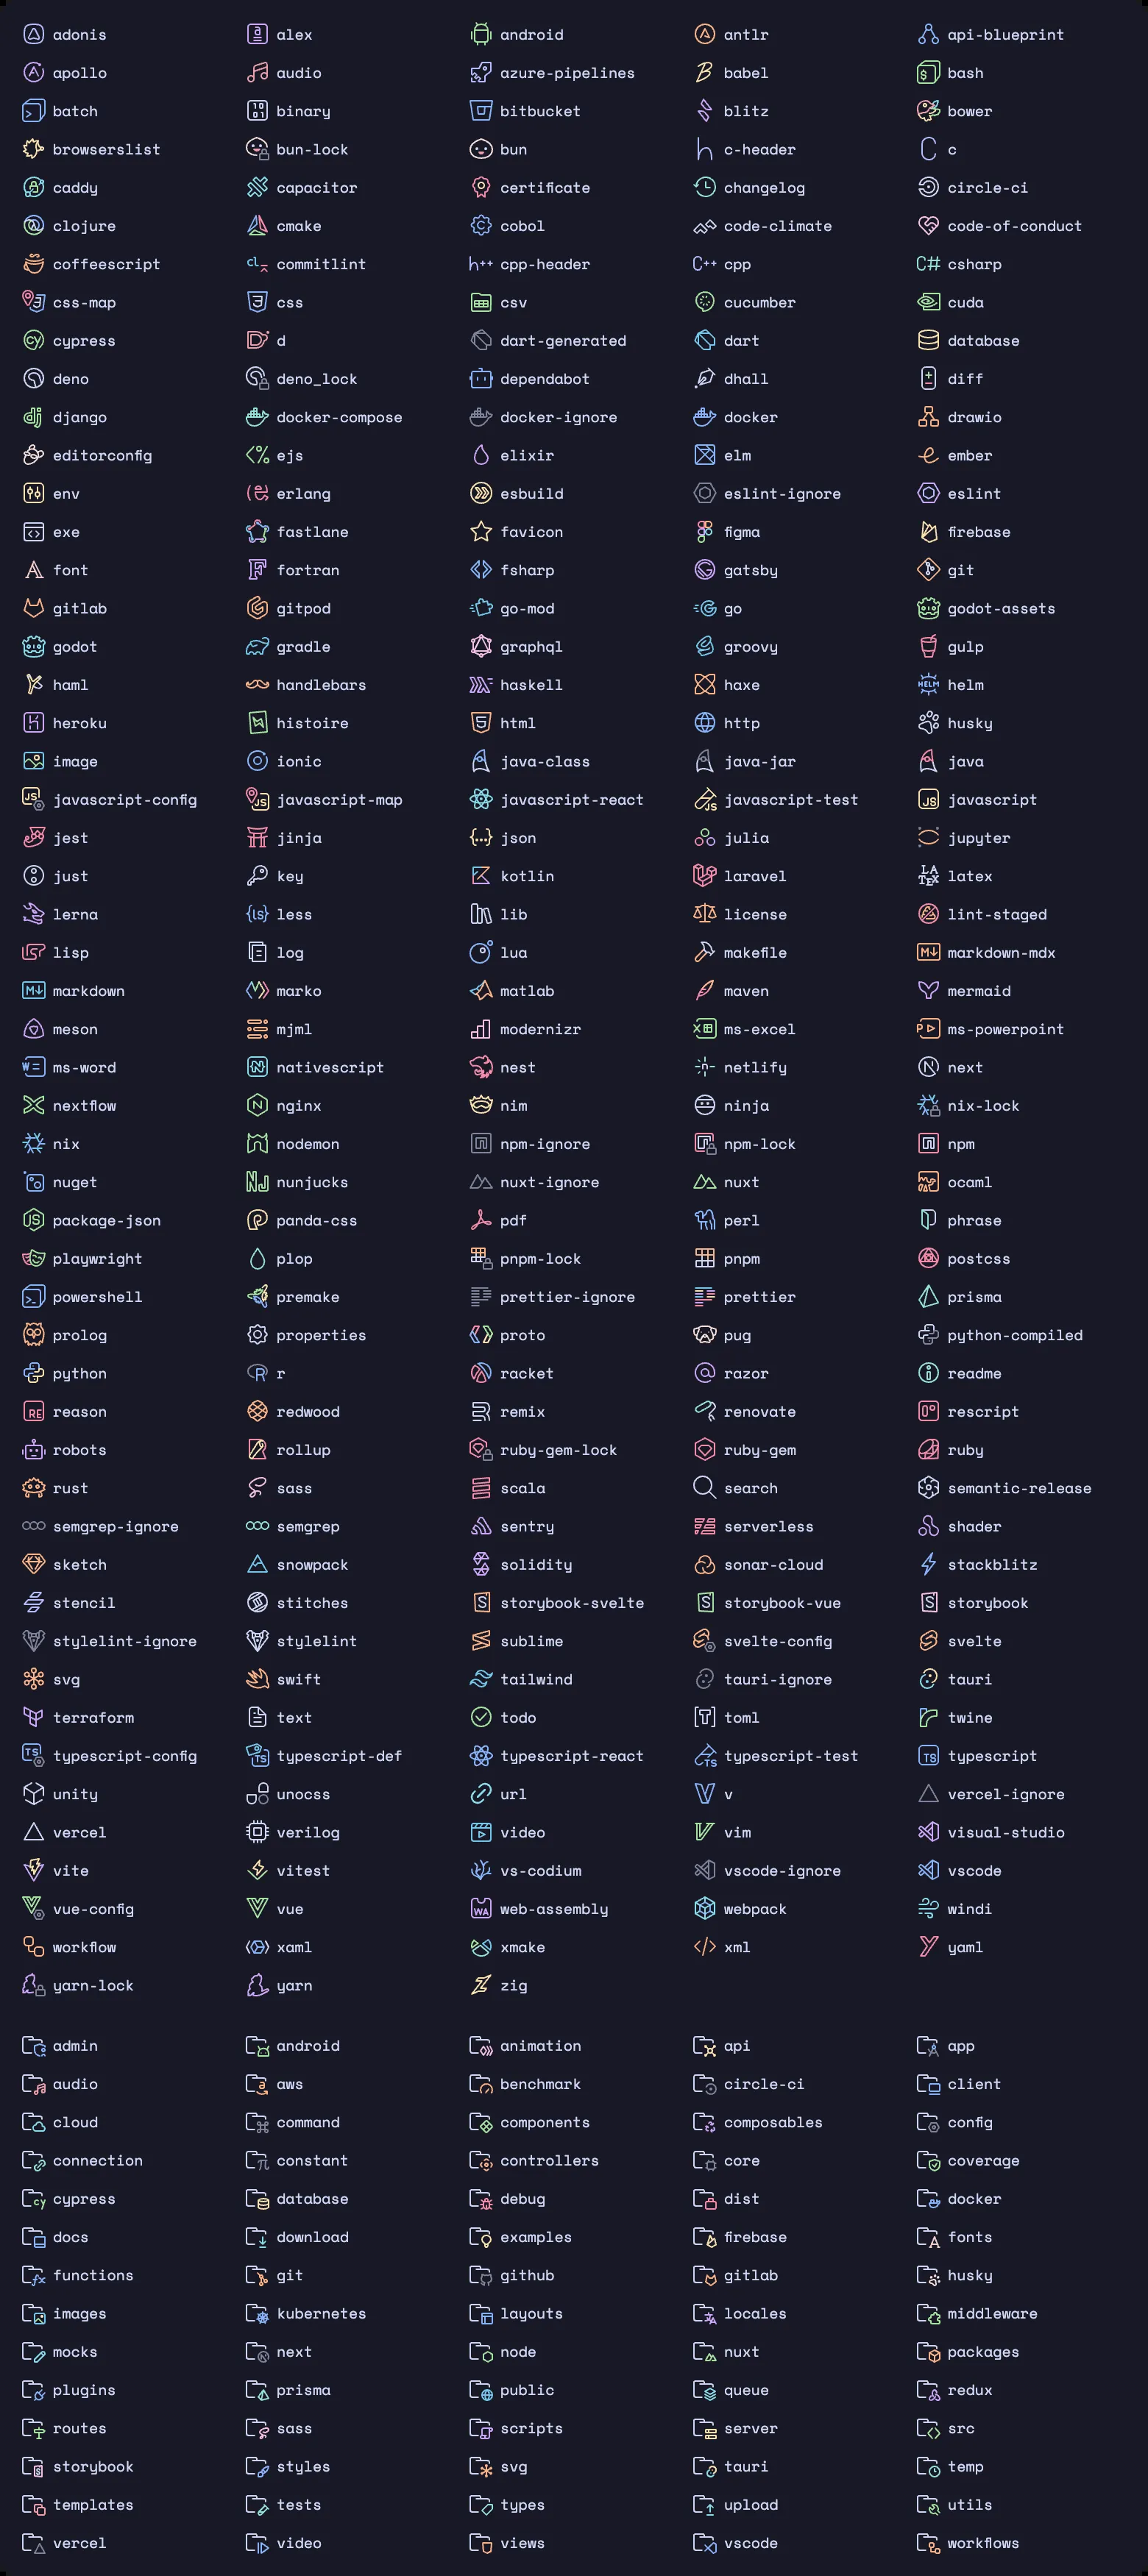 adonis alex android antlr api-blueprint
apollo audio azure-pipelines babel bash
batch binary bitbucket blitz bower
browserslist bun-lock bun c-header c
caddy capacitor certificate changelog circle-ci
clojure cmake cobol code-climate code-of-conduct
coffeescript commitlint cpp-header cpp csharp
css-map css csv cucumber cuda
cypress d dart-generated dart database
deno deno_lock dependabot dhall diff
django docker-compose docker-ignore docker drawio
editorconfig ejs elixir elm ember
env erlang esbuild eslint-ignore eslint
exe fastlane favicon figma firebase
font fortran fsharp gatsby git
gitlab gitpod go-mod go godot-assets
godot gradle graphql groovy gulp
haml handlebars haskell haxe helm
heroku histoire html http husky
image ionic java-class java-jar java
javascript-config javascript-map javascript-react javascript-test javascript
jest jinja json julia jupyter
just key kotlin laravel latex
lerna less lib license lint-staged
lisp log lua makefile markdown-mdx
markdown marko matlab maven mermaid
meson mjml modernizr ms-excel ms-powerpoint
ms-word nativescript nest netlify next
nextflow nginx nim ninja nix-lock
nix nodemon npm-ignore npm-lock npm
nuget nunjucks nuxt-ignore nuxt ocaml
package-json panda-css pdf perl phrase
playwright plop pnpm-lock pnpm postcss
powershell premake prettier-ignore prettier prisma
prolog properties proto pug python-compiled
python r racket razor readme
reason redwood remix renovate rescript
robots rollup ruby-gem-lock ruby-gem ruby
rust sass scala search semantic-release
semgrep-ignore semgrep sentry serverless shader
sketch snowpack solidity sonar-cloud stackblitz
stencil stitches storybook-svelte storybook-vue storybook
stylelint-ignore stylelint sublime svelte-config svelte
svg swift tailwind tauri-ignore tauri
terraform text todo toml twine
typescript-config typescript-def typescript-react typescript-test typescript
unity unocss url v vercel-ignore
vercel verilog video vim visual-studio
vite vitest vs-codium vscode-ignore vscode
vue-config vue web-assembly webpack windi
workflow xaml xmake xml yaml
yarn-lock yarn zig
admin android animation api app
audio aws benchmark circle-ci client
cloud command components composables config
connection constant controllers core coverage
cypress database debug dist docker
docs download examples firebase fonts
functions git github gitlab husky
images kubernetes layouts locales middleware
mocks next node nuxt packages
plugins prisma public queue redux
routes sass scripts server src
storybook styles svg tauri temp
templates tests types upload utils
vercel video views vscode workflows